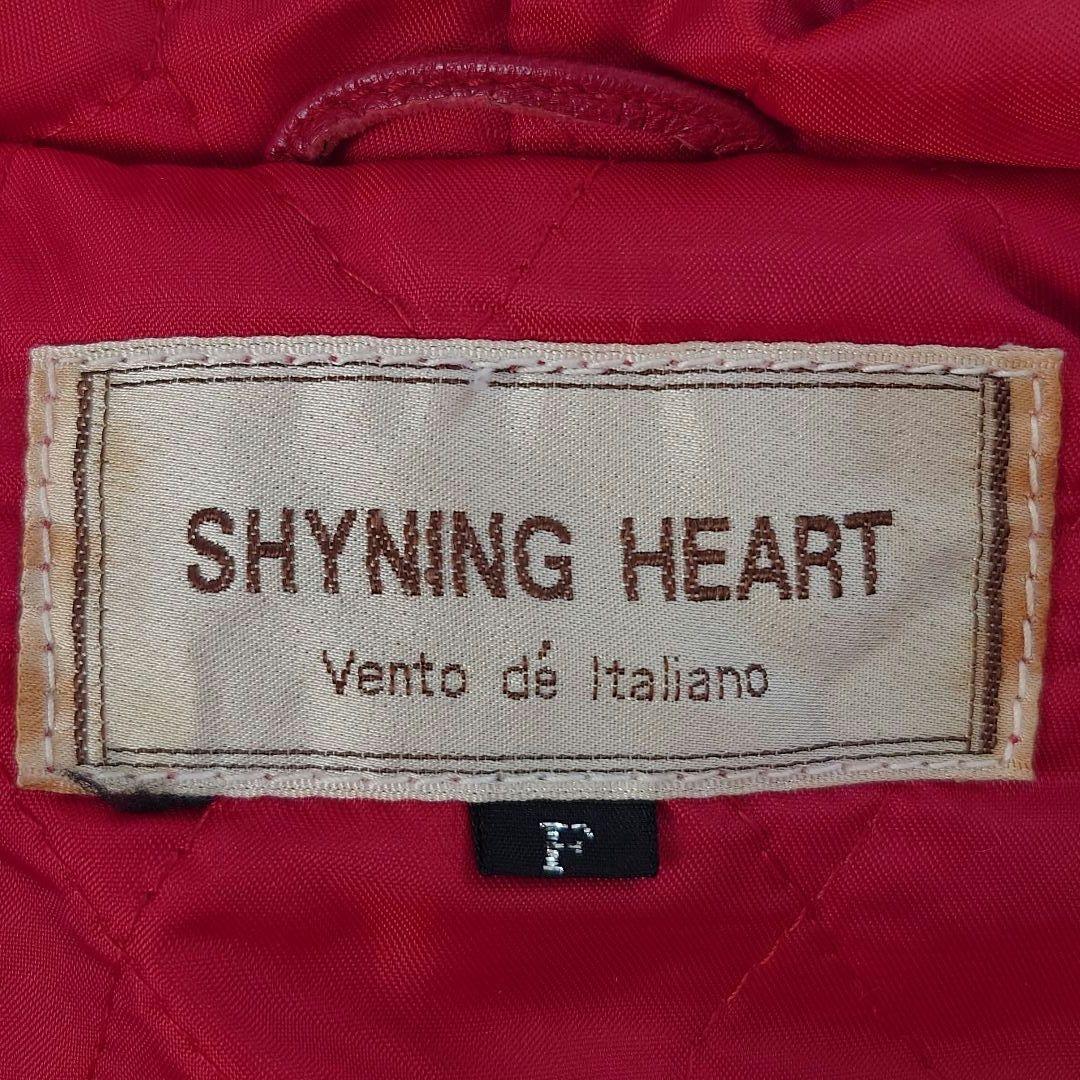 SHYNING HEART
Vento dé Italiano
F